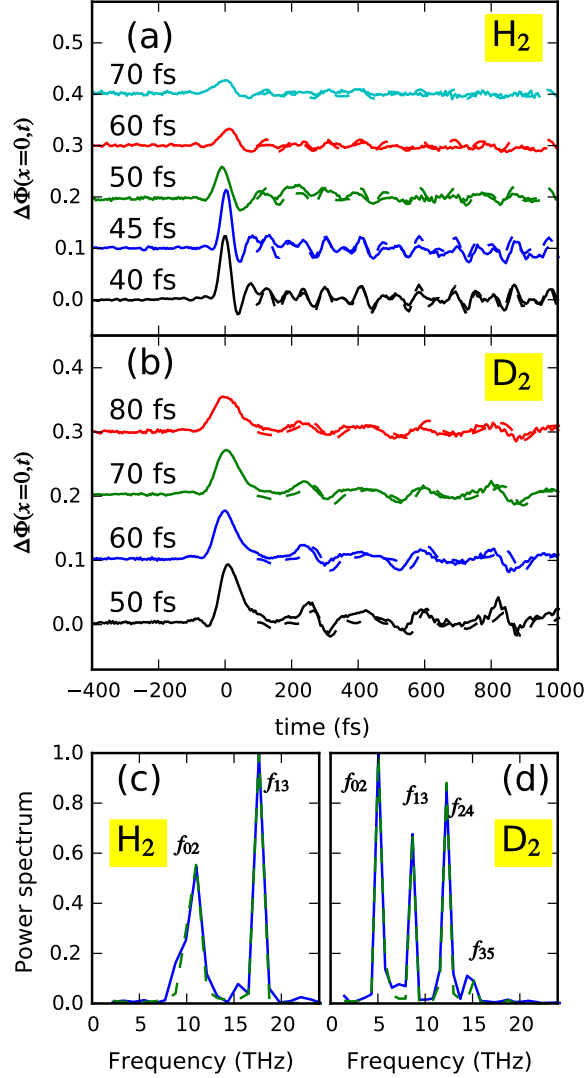 (a)
H₂
0.5
70 fs
0.4
60 fs
0.3
50 fs
0.2
45 fs
0.1
40 fs
0.0
ΔΦ(x=0,t)
(b)
D₂
0.4
80 fs
0.3
70 fs
0.2
60 fs
0.1
50 fs
0.0
ΔΦ(x=0,t)
−400 −200 0 200 400 600 800 1000
time (fs)
1.0
0.8
0.6
0.4
0.2
0.0
Power spectrum
(c)
f₁₃
H₂
f₀₂
0 5 10 15 20
Frequency (THz)
(d)
f₀₂
f₁₃
f₂₄
D₂
f₃₅
0 5 10 15 20
Frequency (THz)